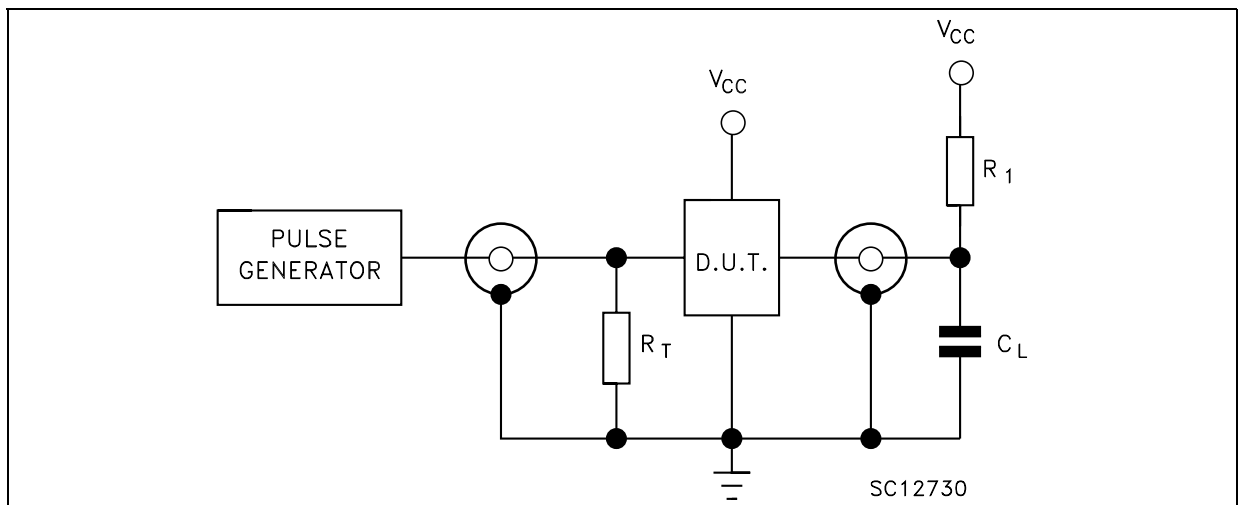 VCC
VCC
R1
PULSE
GENERATOR
D.U.T.
RT
CL
SC12730